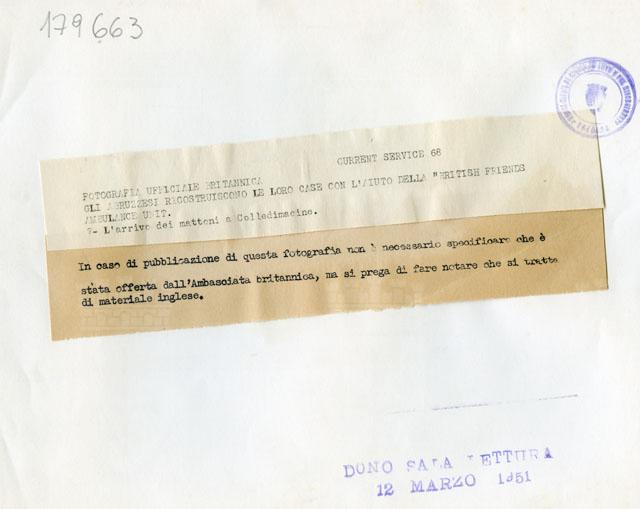 179663
CURRENT SERVICE 68
FOTOGRAFIA UFFICIALE BRITANNICA
GLI ABRUZZESI RICOSTRUISCONO LE LORO CASE CON L'AIUTO DELLA "BRITISH FRIENDS
AMBULANCE UNIT.
7- L'arrivo dei mattoni a Colledimacine.
In caso di pubblicazione di questa fotografia non è necessario specificare che è
stata offerta dall'Ambasciata britannica, ma si prega di fare notare che si tratta
di materiale inglese.
DONO SALA LETTURA
12 MARZO 1951